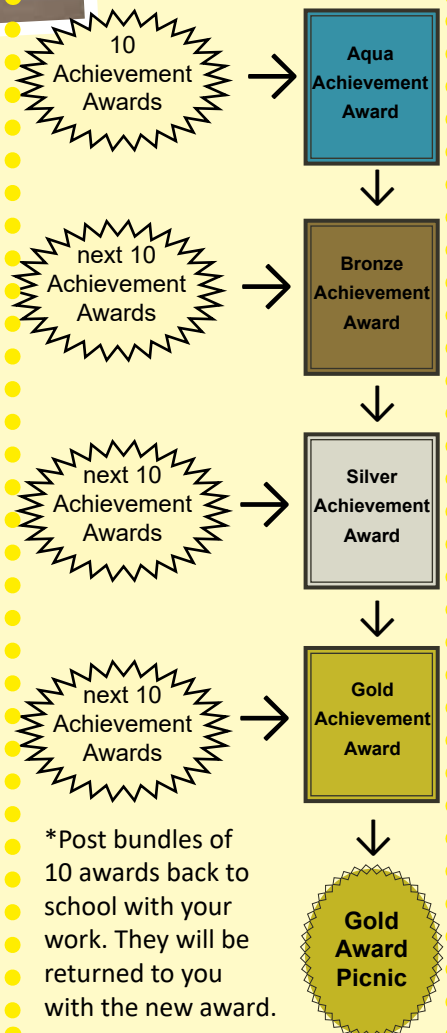 10
Achievement
Awards
Aqua
Achievement
Award
next 10
Achievement
Awards
Bronze
Achievement
Award
next 10
Achievement
Awards
Silver
Achievement
Award
next 10
Achievement
Awards
Gold
Achievement
Award
*Post bundles of
10 awards back to
school with your
work. They will be
returned to you
with the new award.
Gold
Award
Picnic